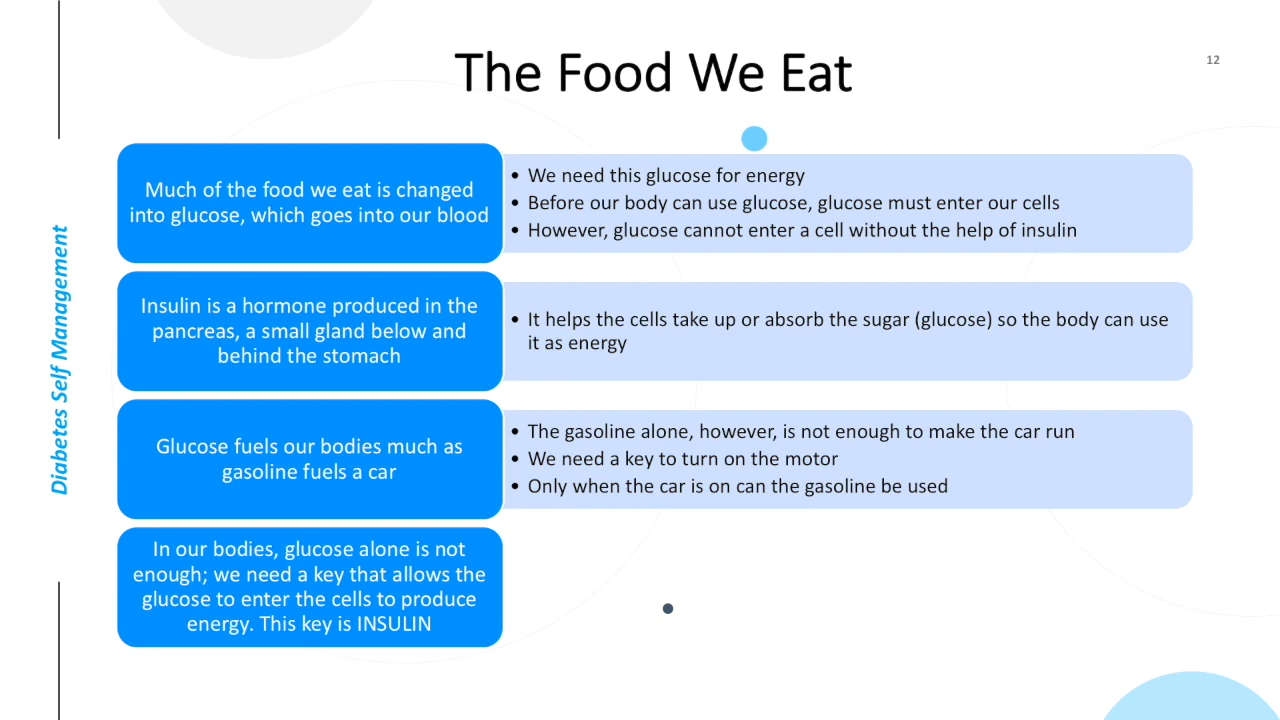 The Food We Eat
12
Diabetes Self Management
Much of the food we eat is changed
into glucose, which goes into our blood
• We need this glucose for energy
• Before our body can use glucose, glucose must enter our cells
• However, glucose cannot enter a cell without the help of insulin
Insulin is a hormone produced in the
pancreas, a small gland below and
behind the stomach
• It helps the cells take up or absorb the sugar (glucose) so the body can use
it as energy
Glucose fuels our bodies much as
gasoline fuels a car
• The gasoline alone, however, is not enough to make the car run
• We need a key to turn on the motor
• Only when the car is on can the gasoline be used
In our bodies, glucose alone is not
enough; we need a key that allows the
glucose to enter the cells to produce
energy. This key is INSULIN